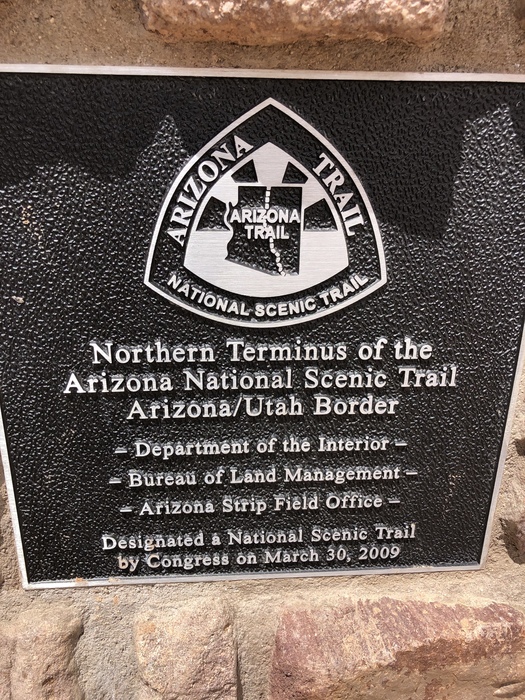 ARIZONA TRAIL
ARIZONA
TRAIL
NATIONAL SCENIC TRAIL
Northern Terminus of the
Arizona National Scenic Trail
Arizona/Utah Border
– Department of the Interior –
– Bureau of Land Management –
– Arizona Strip Field Office –
Designated a National Scenic Trail
by Congress on March 30, 2009